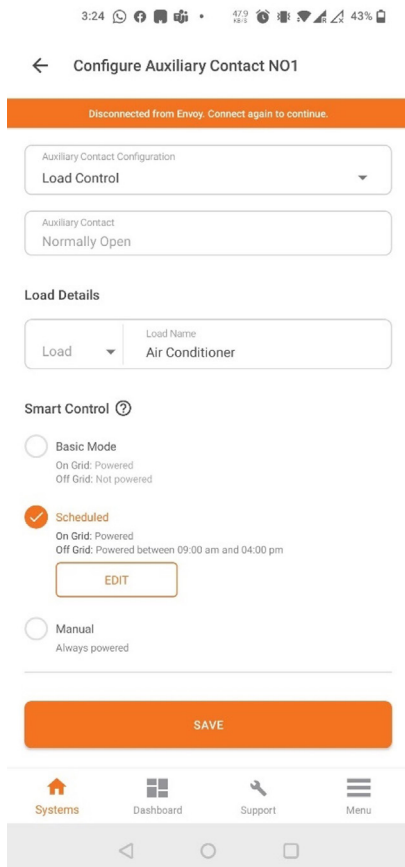 3:24
47.9
KB/S
43%
Configure Auxiliary Contact NO1
Disconnected from Envoy. Connect again to continue.
Auxiliary Contact Configuration
Load Control
Auxiliary Contact
Normally Open
Load Details
Load
Load Name
Air Conditioner
Smart Control
Basic Mode
On Grid: Powered
Off Grid: Not powered
Scheduled
On Grid: Powered
Off Grid: Powered between 09:00 am and 04:00 pm
EDIT
Manual
Always powered
SAVE
Systems Dashboard Support Menu